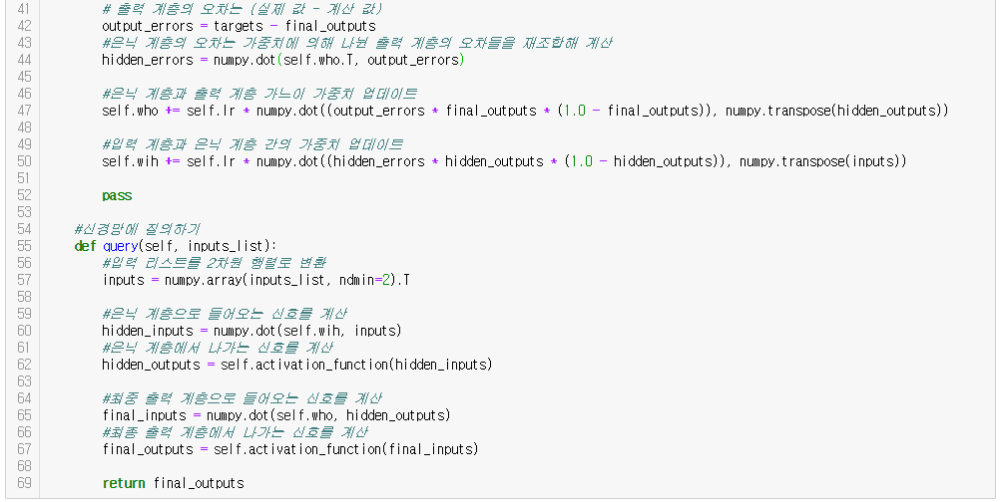 41 # 출력 계층의 오차는 (실제 값 - 계산 값)
42 output_errors = targets - final_outputs
43 #은닉 계층의 오차는 가중치에 의해 나뉜 출력 계층의 오차들을 재조합해 계산
44 hidden_errors = numpy.dot(self.who.T, output_errors)
45
46 #은닉 계층과 출력 계층 가느이 가중치 업데이트
47 self.who += self.lr * numpy.dot((output_errors * final_outputs * (1.0 - final_outputs)), numpy.transpose(hidden_outputs))
48
49 #입력 계층과 은닉 계층 간의 가중치 업데이트
50 self.wih += self.lr * numpy.dot((hidden_errors * hidden_outputs * (1.0 - hidden_outputs)), numpy.transpose(inputs))
51
52 pass
53
54 #신경망에 질의하기
55 def query(self, inputs_list):
56 #입력 리스트를 2차원 행렬로 변환
57 inputs = numpy.array(inputs_list, ndmin=2).T
58
59 #은닉 계층으로 들어오는 신호를 계산
60 hidden_inputs = numpy.dot(self.wih, inputs)
61 #은닉 계층에서 나가는 신호를 계산
62 hidden_outputs = self.activation_function(hidden_inputs)
63
64 #최중 출력 계층으로 들어오는 신호를 계산
65 final_inputs = numpy.dot(self.who, hidden_outputs)
66 #최종 출력 계층에서 나가는 신호를 계산
67 final_outputs = self.activation_function(final_inputs)
68
69 return final_outputs